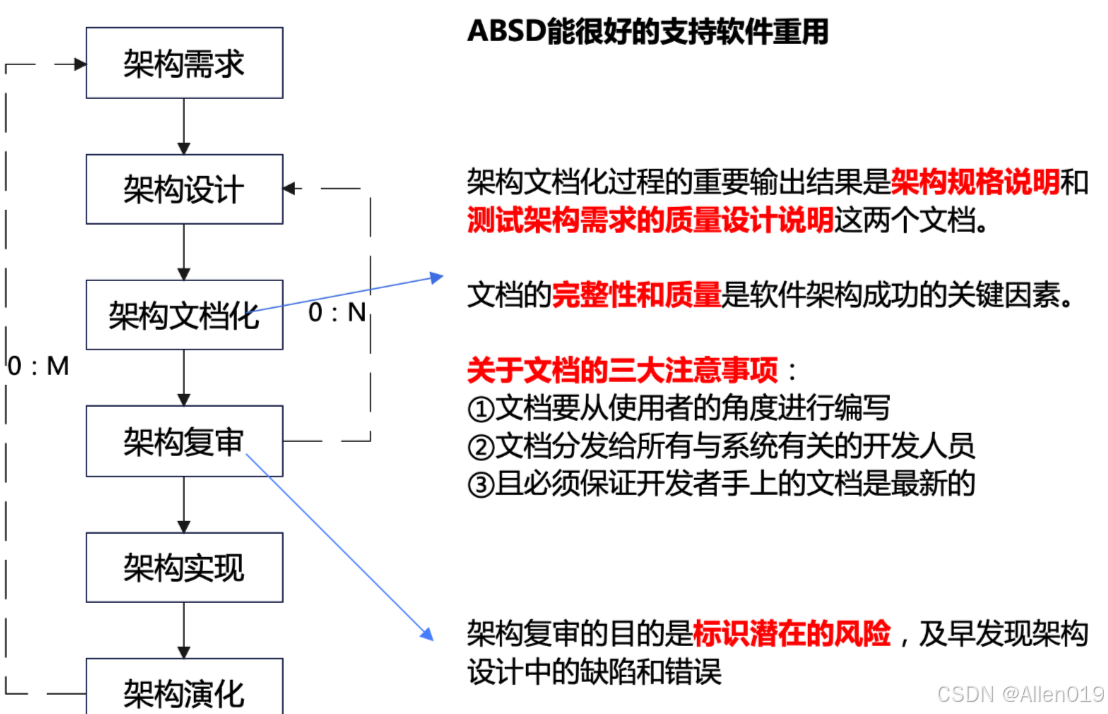 ABSD能很好的支持软件重用
架构需求
架构设计
架构文档化
0：N
0：M
架构复审
架构实现
架构演化
架构文档化过程的重要输出结果是架构规格说明和
测试架构需求的质量设计说明这两个文档。
文档的完整性和质量是软件架构成功的关键因素。
关于文档的三大注意事项：
①文档要从使用者的角度进行编写
②文档分发给所有与系统有关的开发人员
③且必须保证开发者手上的文档是最新的
架构复审的目的是标识潜在的风险，及早发现架构
设计中的缺陷和错误
CSDN @Allen019